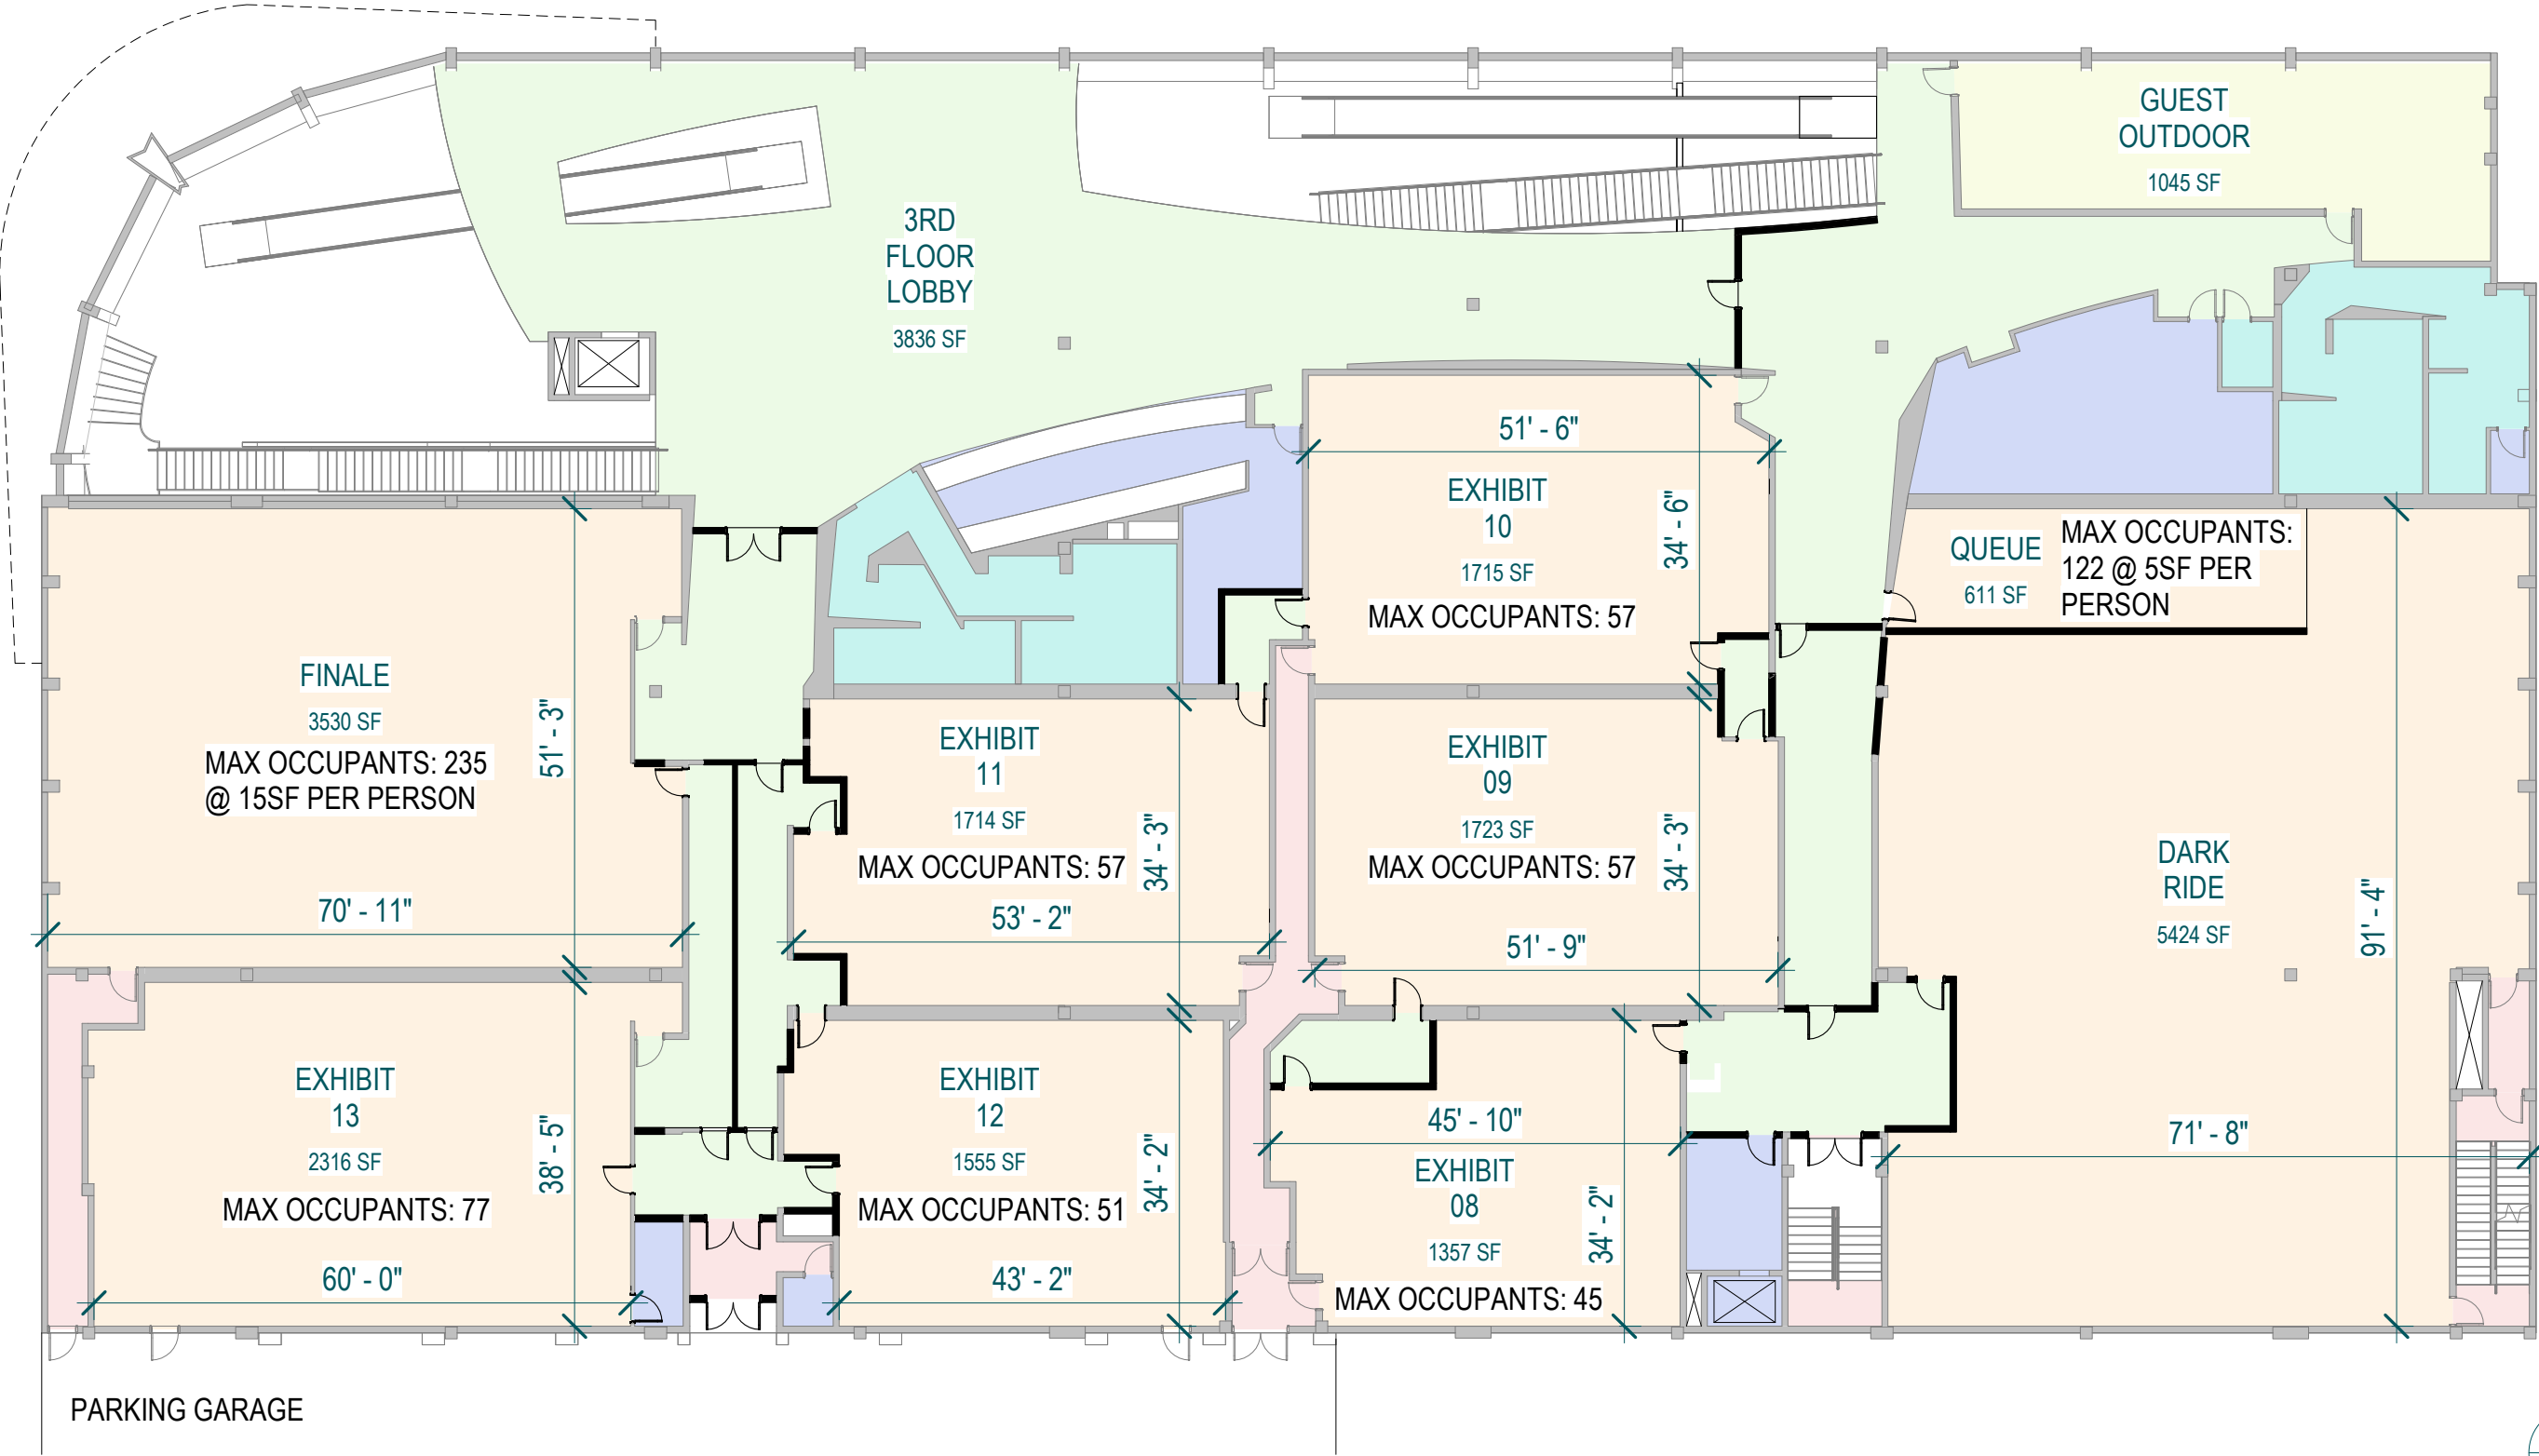 GUEST
OUTDOOR
1045 SF
3RD
FLOOR
LOBBY
3836 SF
51' - 6"
EXHIBIT
10
1715 SF
MAX OCCUPANTS: 57
34' - 6"
QUEUE
611 SF
MAX OCCUPANTS:
122 @ 5SF PER
PERSON
FINALE
3530 SF
MAX OCCUPANTS: 235
@ 15SF PER PERSON
51' - 3"
70' - 11"
EXHIBIT
11
1714 SF
MAX OCCUPANTS: 57
34' - 3"
53' - 2"
EXHIBIT
09
1723 SF
MAX OCCUPANTS: 57
34' - 3"
51' - 9"
DARK
RIDE
5424 SF
91' - 4"
71' - 8"
EXHIBIT
13
2316 SF
MAX OCCUPANTS: 77
38' - 5"
60' - 0"
EXHIBIT
12
1555 SF
MAX OCCUPANTS: 51
34' - 2"
43' - 2"
45' - 10"
EXHIBIT
08
1357 SF
MAX OCCUPANTS: 45
34' - 2"
PARKING GARAGE